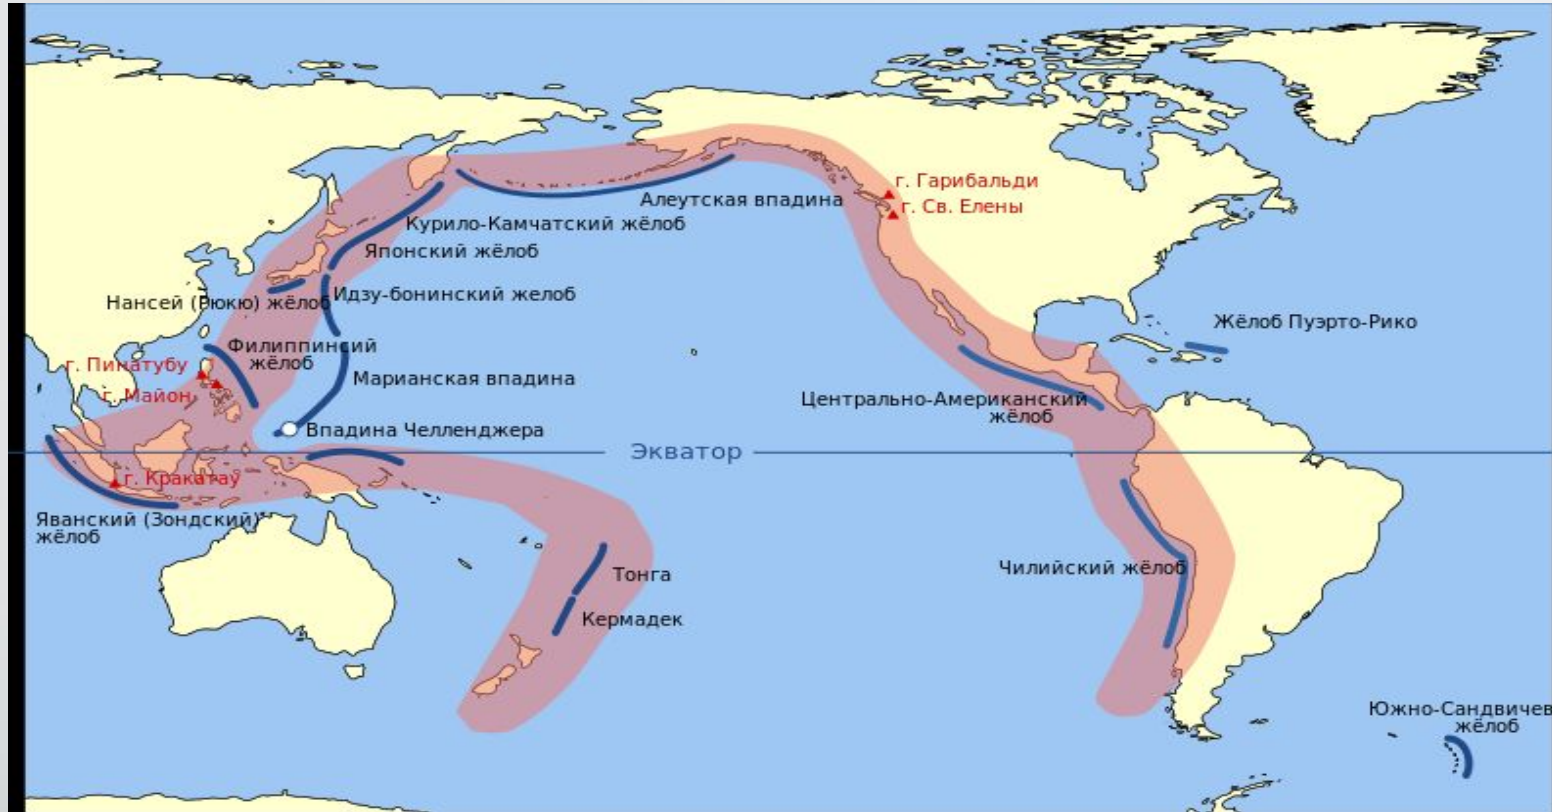 г. Гарибальди
Алеутская впадина
г. Св. Елены
Курило-Камчатский жёлоб
Японский жёлоб
Идзу-бонинский желоб
Нансей (Рюкю) жёлоб
Жёлоб Пуэрто-Рико
Филиппинсий
жёлоб
г. Пинатубу
Марианская впадина
г. Майон
Центрально-Американский
жёлоб
Впадина Челленджера
Экватор
г. Кракатау
Яванский (Зондский)
жёлоб
Чилийский жёлоб
Тонга
Кермадек
Южно-Сандвичев
жёлоб